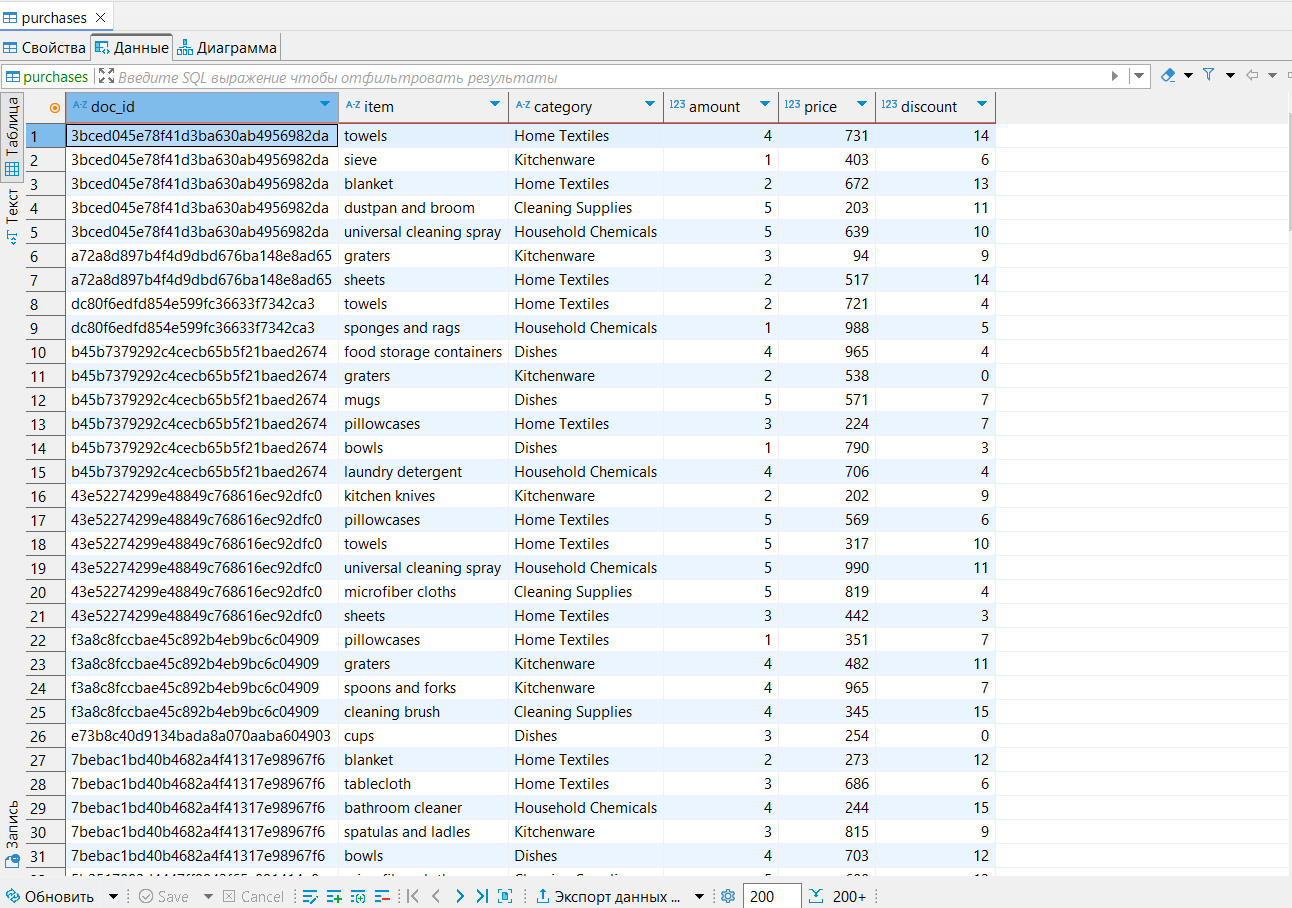 purchases
Свойства Данные Диаграмма
purchases Введите SQL выражение чтобы отфильтровать результаты
A-Z doc_id A-Z item A-Z category 123 amount 123 price 123 discount
1 3bced045e78f41d3ba630ab4956982da towels Home Textiles 4 731 14
2 3bced045e78f41d3ba630ab4956982da sieve Kitchenware 1 403 6
3 3bced045e78f41d3ba630ab4956982da blanket Home Textiles 2 672 13
4 3bced045e78f41d3ba630ab4956982da dustpan and broom Cleaning Supplies 5 203 11
5 3bced045e78f41d3ba630ab4956982da universal cleaning spray Household Chemicals 5 639 10
6 a72a8d897b4f4d9dbd676ba148e8ad65 graters Kitchenware 3 94 9
7 a72a8d897b4f4d9dbd676ba148e8ad65 sheets Home Textiles 2 517 14
8 dc80f6edfd854e599fc36633f7342ca3 towels Home Textiles 2 721 4
9 dc80f6edfd854e599fc36633f7342ca3 sponges and rags Household Chemicals 1 988 5
10 b45b7379292c4cecb65b5f21baed2674 food storage containers Dishes 4 965 4
11 b45b7379292c4cecb65b5f21baed2674 graters Kitchenware 2 538 0
12 b45b7379292c4cecb65b5f21baed2674 mugs Dishes 5 571 7
13 b45b7379292c4cecb65b5f21baed2674 pillowcases Home Textiles 3 224 7
14 b45b7379292c4cecb65b5f21baed2674 bowls Dishes 1 790 3
15 b45b7379292c4cecb65b5f21baed2674 laundry detergent Household Chemicals 4 706 4
16 43e52274299e48849c768616ec92dfc0 kitchen knives Kitchenware 2 202 9
17 43e52274299e48849c768616ec92dfc0 pillowcases Home Textiles 5 569 6
18 43e52274299e48849c768616ec92dfc0 towels Home Textiles 5 317 10
19 43e52274299e48849c768616ec92dfc0 universal cleaning spray Household Chemicals 5 990 11
20 43e52274299e48849c768616ec92dfc0 microfiber cloths Cleaning Supplies 5 819 4
21 43e52274299e48849c768616ec92dfc0 sheets Home Textiles 3 442 3
22 f3a8c8fccbae45c892b4eb9bc6c04909 pillowcases Home Textiles 1 351 7
23 f3a8c8fccbae45c892b4eb9bc6c04909 graters Kitchenware 4 482 11
24 f3a8c8fccbae45c892b4eb9bc6c04909 spoons and forks Kitchenware 4 965 7
25 f3a8c8fccbae45c892b4eb9bc6c04909 cleaning brush Cleaning Supplies 4 345 15
26 e73b8c40d9134bada8a070aaba604903 cups Dishes 3 254 0
27 7bebac1bd40b4682a4f41317e98967f6 blanket Home Textiles 2 273 12
28 7bebac1bd40b4682a4f41317e98967f6 tablecloth Home Textiles 3 686 6
29 7bebac1bd40b4682a4f41317e98967f6 bathroom cleaner Household Chemicals 4 244 15
30 7bebac1bd40b4682a4f41317e98967f6 spatulas and ladles Kitchenware 3 815 9
31 7bebac1bd40b4682a4f41317e98967f6 bowls Dishes 4 703 12
Таблица
Текст
Запись
Обновить Save Cancel Экспорт данных ... 200 200+